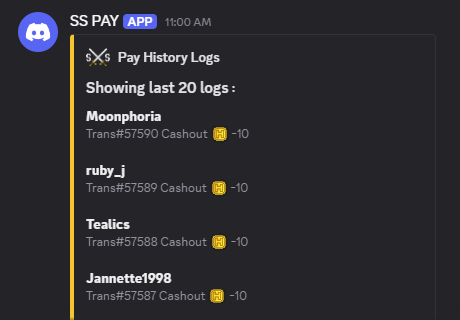 SS PAY APP 11:00 AM
Pay History Logs
Showing last 20 logs :
Moonphoria
Trans#57590 Cashout H -10
ruby_j
Trans#57589 Cashout H -10
Tealics
Trans#57588 Cashout H -10
Jannette1998
Trans#57587 Cashout H -10